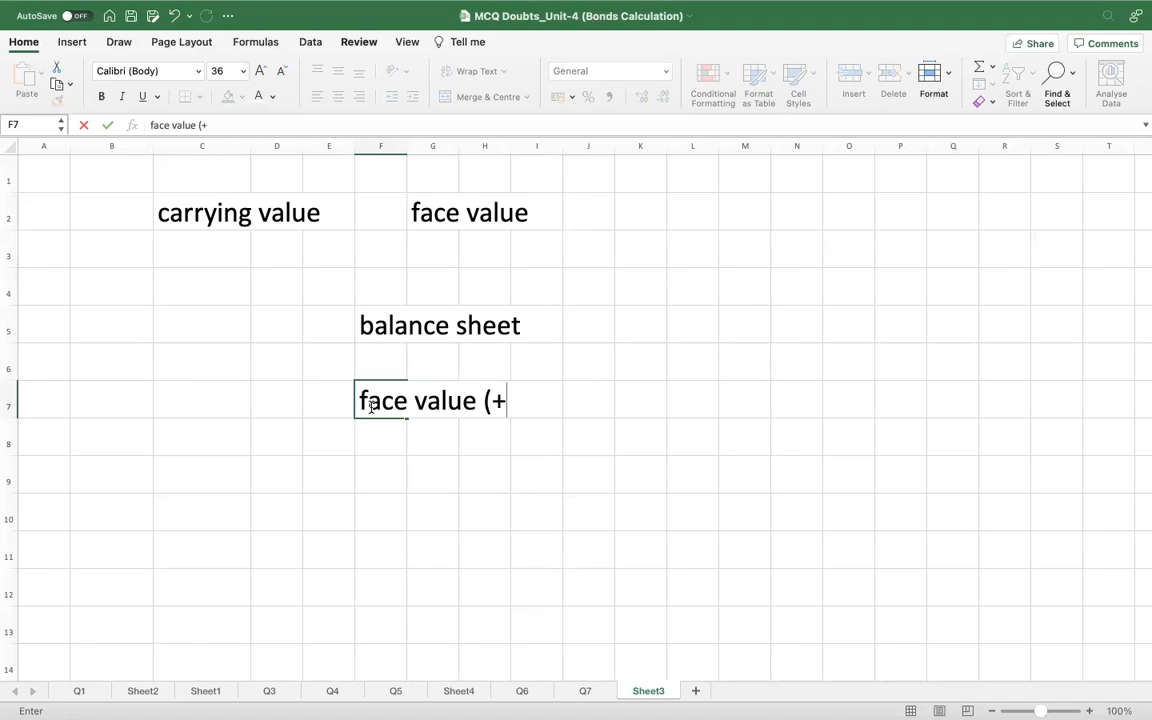 AutoSave OFF MCQ Doubts_Unit-4 (Bonds Calculation)
Home Insert Draw Page Layout Formulas Data Review View Tell me Share Comments
Paste Calibri (Body) 36 Wrap Text General Conditional Formatting Format as Table Cell Styles Insert Delete Format Sort & Filter Find & Select Analyse Data
B I U A Merge & Centre
F7 fx face value (+
A B C D E F G H I J K L M N O P Q R S T
1
2 carrying value face value
3
4
5 balance sheet
6
7 face value (+
8
9
10
11
12
13
14
Q1 Sheet2 Sheet1 Q3 Q4 Q5 Sheet4 Q6 Q7 Sheet3 +
Enter 100%